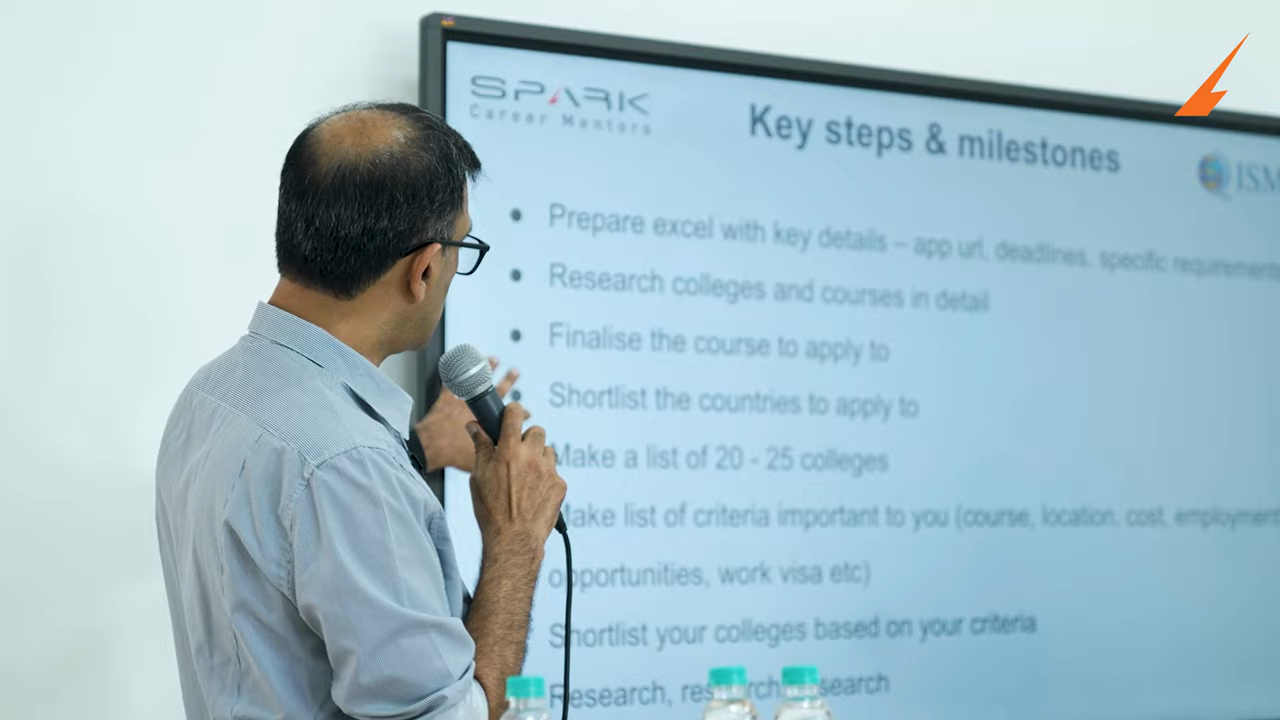 SPARK
Career Mentors
Key steps & milestones
ISM
Prepare excel with key details – app url, deadlines, specific requirements
Research colleges and courses in detail
Finalise the course to apply to
Shortlist the countries to apply to
Make a list of 20 - 25 colleges
Make list of criteria important to you (course, location, cost, employment
opportunities, work visa etc)
Shortlist your colleges based on your criteria
Research, research, research